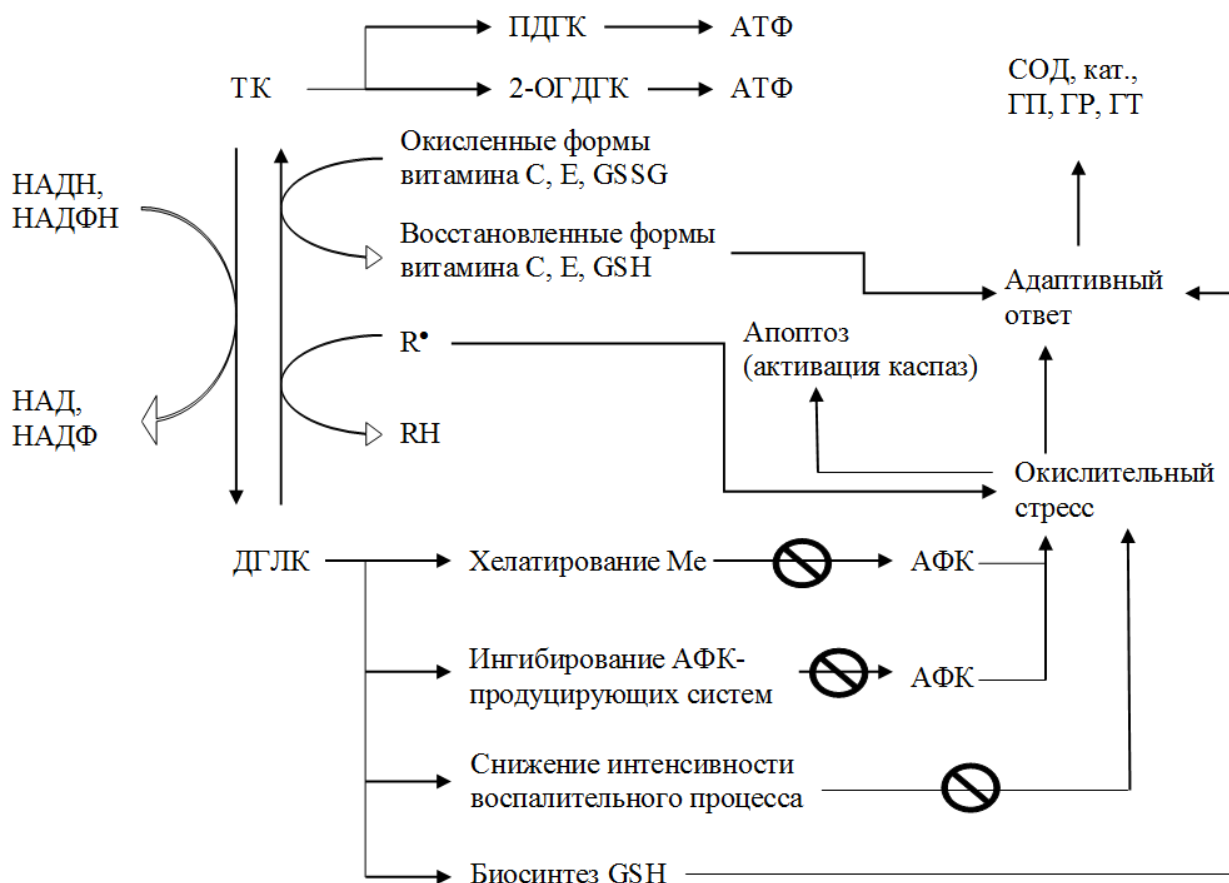 ПДГК
АТФ
ТК
2-ОГДГК
АТФ
СОД, кат.,
ГП, ГР, ГТ
НАДН,
НАДФН
Окисленные формы
витамина С, Е, GSSG
Восстановленные формы
витамина С, Е, GSH
Адаптивный
ответ
R•
Апоптоз
(активация каспаз)
НАД,
НАДФ
RH
Окислительный
стресс
ДГЛК
Хелатирование Ме
АФК
Ингибирование АФК-
продуцирующих систем
АФК
Снижение интенсивности
воспалительного процесса
Биосинтез GSH